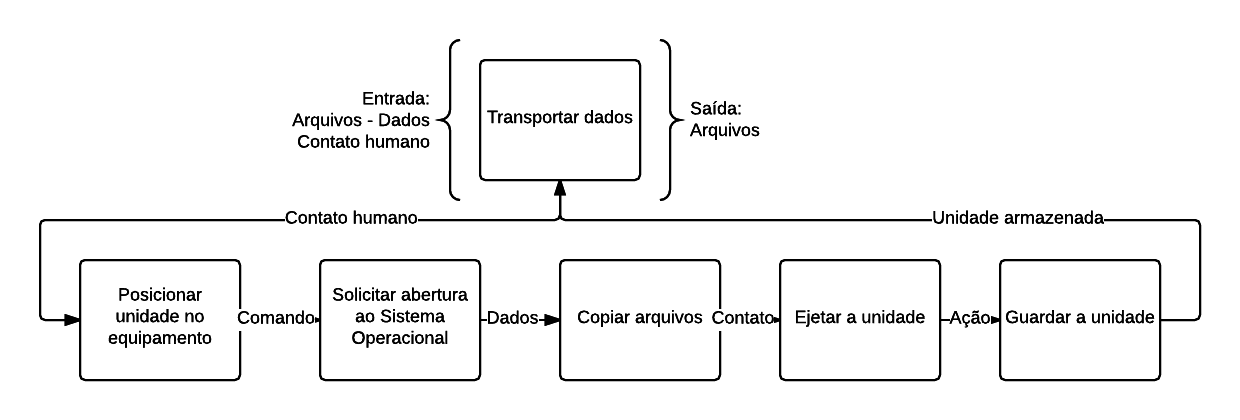 Entrada:
Arquivos - Dados
Contato humano
Transportar dados
Saída:
Arquivos
Contato humano
Unidade armazenada
Posicionar
unidade no
equipamento
Comando
Solicitar abertura
ao Sistema
Operacional
Dados
Copiar arquivos
Contato
Ejetar a unidade
Ação
Guardar a unidade